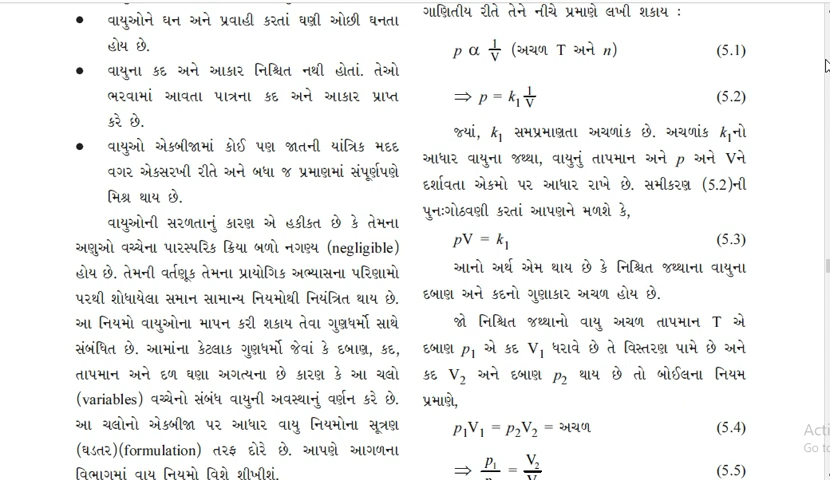 • વાયુઓને ઘન અને પ્રવાહી કરતાં ઘણી ઓછી ઘનતા
હોય છે.
• વાયુના કદ અને આકાર નિશ્ચિત નથી હોતાં. તેઓ
ભરવામાં આવતા પાત્રના કદ અને આકાર પ્રાપ્ત
કરે છે.
• વાયુઓ એકબીજામાં કોઈ પણ જાતની યાંત્રિક મદદ
વગર એકસરખી રીતે અને બધા જ પ્રમાણમાં સંપૂર્ણપણે
મિશ્ર થાય છે.
વાયુઓની સરળતાનું કારણ એ હકીકત છે કે તેમના
અણુઓ વચ્ચેના પારસ્પરિક ક્રિયા બળો નગણ્ય (negligible)
હોય છે. તેમની વર્તણૂક તેમના પ્રાયોગિક અભ્યાસના પરિણામો
પરથી શોધાયેલા સમાન સામાન્ય નિયમોથી નિયંત્રિત થાય છે.
આ નિયમો વાયુઓના માપન કરી શકાય તેવા ગુણધર્મો સાથે
સંબંધિત છે. આમાંના કેટલાક ગુણધર્મો જેવાં કે દબાણ, કદ,
તાપમાન અને દળ ઘણા અગત્યના છે કારણ કે આ ચલો
(variables) વચ્ચેનો સંબંધ વાયુની અવસ્થાનું વર્ણન કરે છે.
આ ચલોનો એકબીજા પર આધાર વાયુ નિયમોના સૂત્રણ
(ઘડતર)(formulation) તરફ દોરે છે. આપણે આગળના
વિભાગમાં વાયુ નિયમો વિશે શીખીશું.
ગાણિતીય રીતે તેને નીચે પ્રમાણે લખી શકાય :
p α 1/V (અચળ T અને n) (5.1)
⇒ p = k₁ 1/V (5.2)
જ્યાં, k₁ સમપ્રમાણતા અચળાંક છે. અચળાંક k₁નો
આધાર વાયુના જથ્થા, વાયુનું તાપમાન અને p અને Vને
દર્શાવતા એકમો પર આધાર રાખે છે. સમીકરણ (5.2)ની
પુનઃગોઠવણી કરતાં આપણને મળશે કે,
pV = k₁ (5.3)
આનો અર્થ એમ થાય છે કે નિશ્ચિત જથ્થાના વાયુના
દબાણ અને કદનો ગુણાકાર અચળ હોય છે.
જો નિશ્ચિત જથ્થાનો વાયુ અચળ તાપમાન T એ
દબાણ p₁ એ કદ V₁ ધરાવે છે તે વિસ્તરણ પામે છે અને
કદ V₂ અને દબાણ p₂ થાય છે તો બોઈલના નિયમ
પ્રમાણે,
p₁V₁ = p₂V₂ = અચળ (5.4)
⇒ p₁ = V₂ (5.5)
Acti
Go to